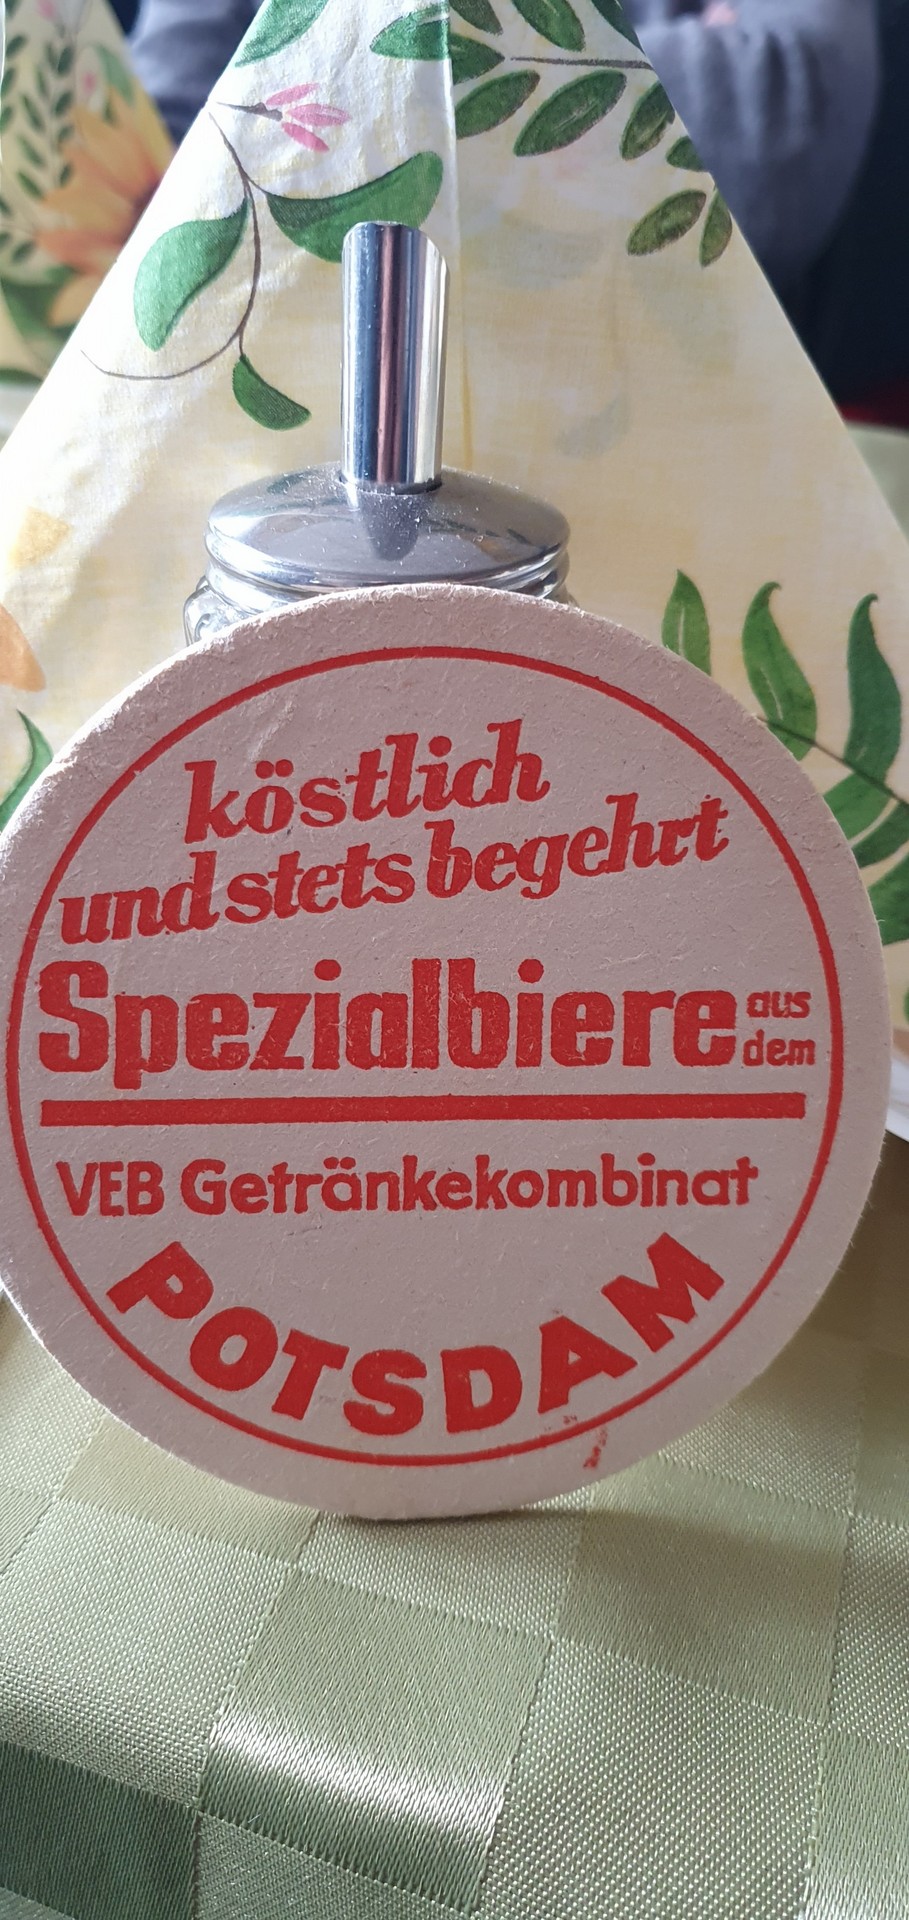 köstlich
und stets begehrt
Spezialbiere aus
dem
VEB Getränkekombinat
POTSDAM